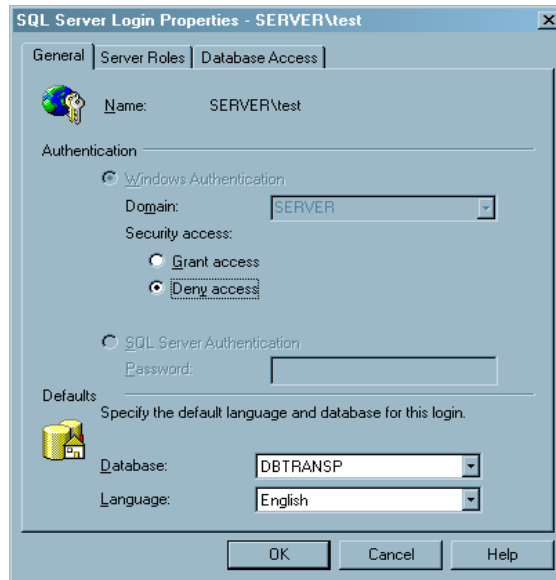 SQL Server Login Properties - SERVER\test
General Server Roles Database Access
Name: SERVER\test
Authentication
Windows Authentication
Domain: SERVER
Security access:
Grant access
Deny access
SQL Server Authentication
Password:
Defaults
Specify the default language and database for this login.
Database: DBTRANSP
Language: English
OK Cancel Help